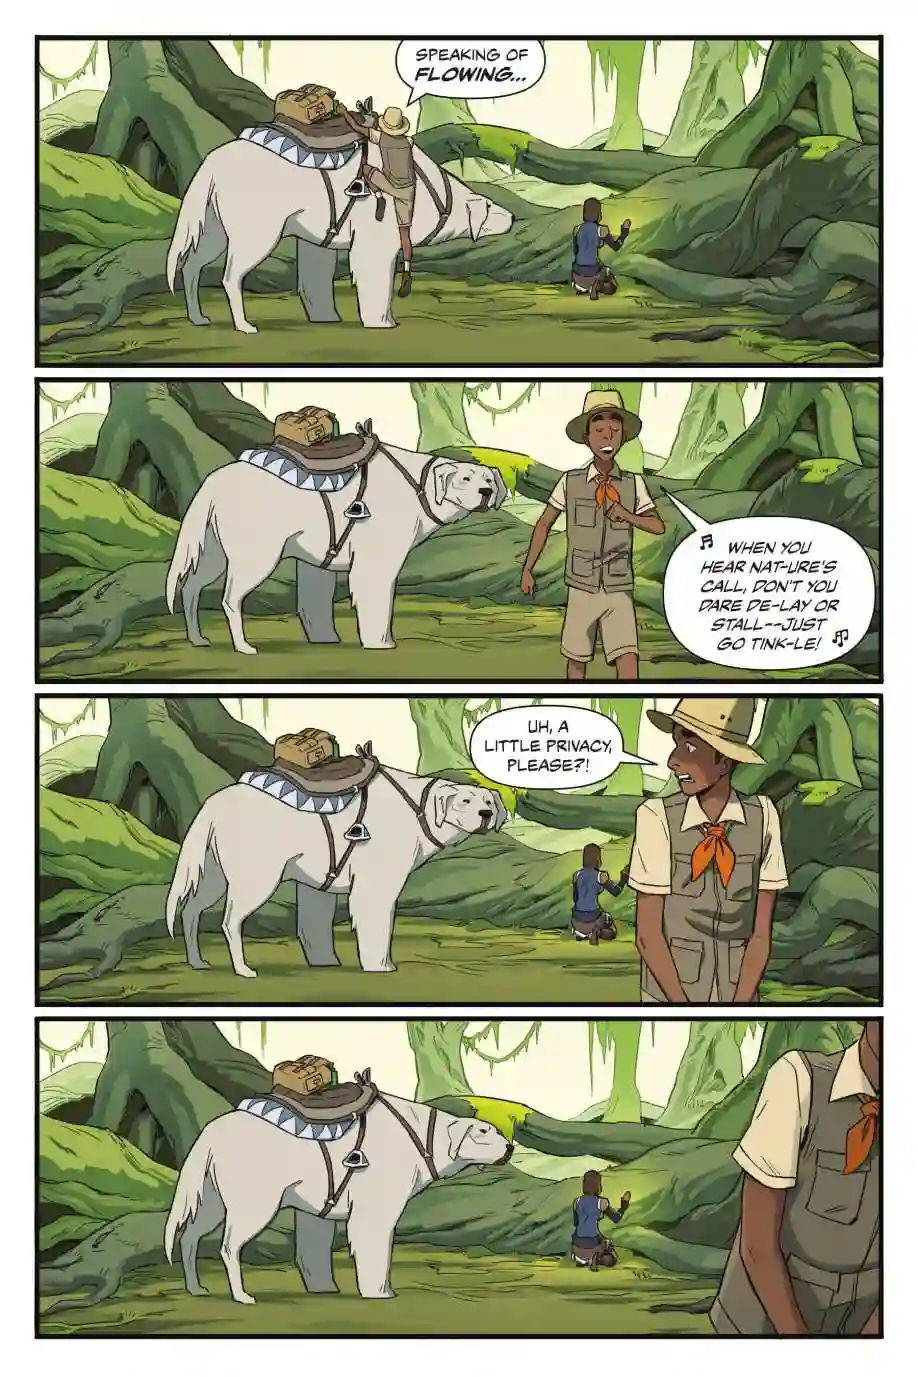 SPEAKING OF
FLOWING...
WHEN YOU
HEAR NAT-URE'S
CALL, DON'T YOU
DARE DE-LAY OR
STALL--JUST
GO TINK-LE!
UH, A
LITTLE PRIVACY,
PLEASE?!